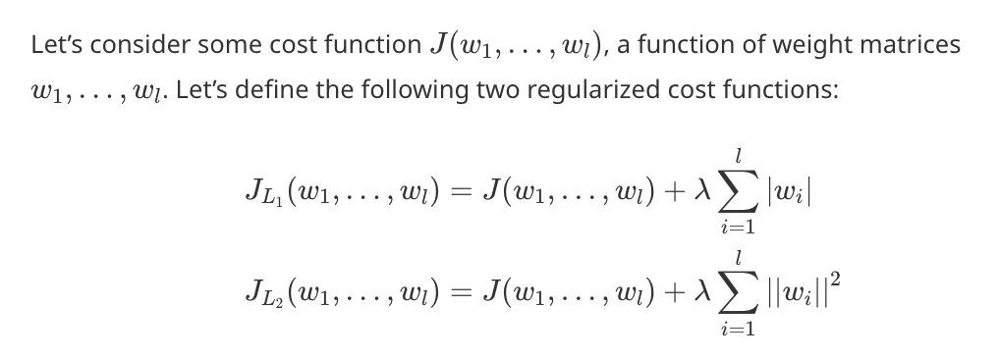 Let’s consider some cost function $J(w_1, \ldots, w_l)$, a function of weight matrices
$w_1, \ldots, w_l$. Let’s define the following two regularized cost functions:
$J_{L_1}(w_1, \ldots, w_l) = J(w_1, \ldots, w_l) + \lambda \sum_{i=1}^{l} |w_i|$
$J_{L_2}(w_1, \ldots, w_l) = J(w_1, \ldots, w_l) + \lambda \sum_{i=1}^{l} ||w_i||^2$